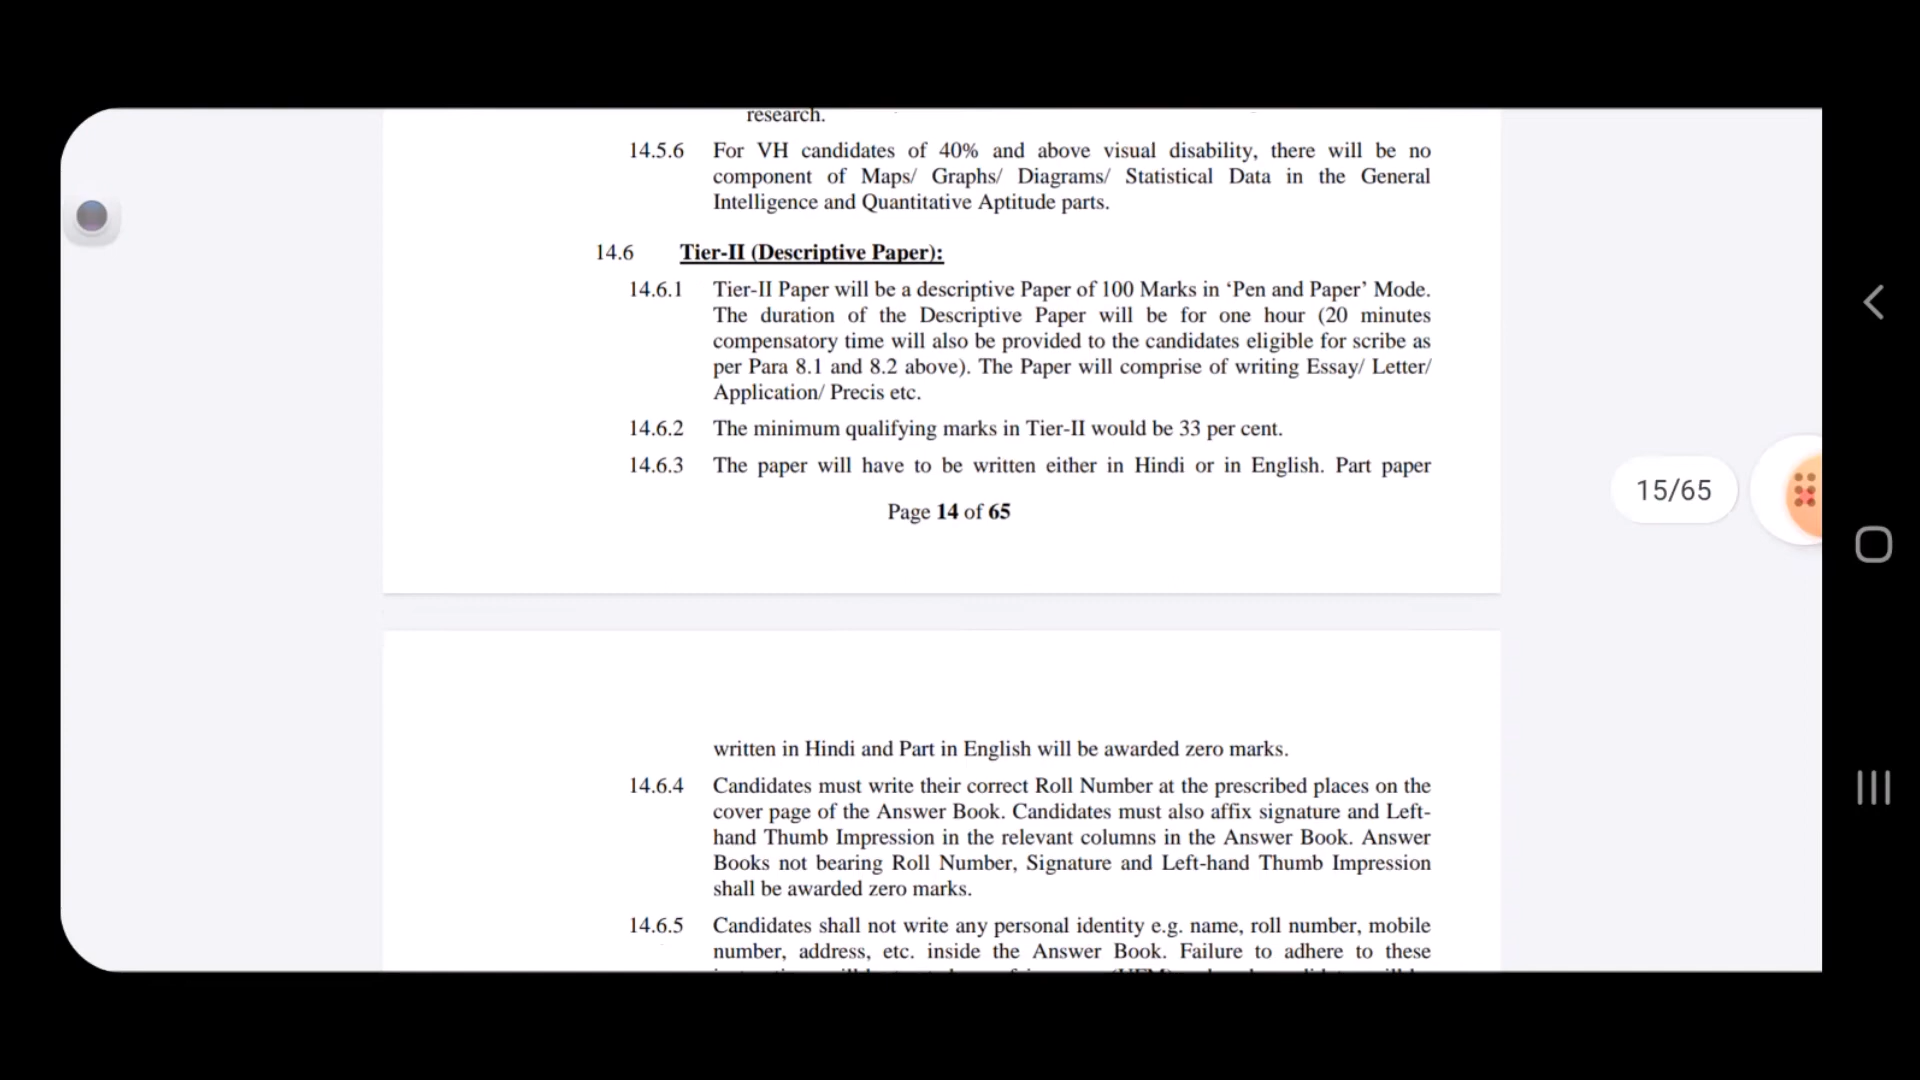 research.
14.5.6 For VH candidates of 40% and above visual disability, there will be no
component of Maps/ Graphs/ Diagrams/ Statistical Data in the General
Intelligence and Quantitative Aptitude parts.
14.6 Tier-II (Descriptive Paper):
14.6.1 Tier-II Paper will be a descriptive Paper of 100 Marks in ‘Pen and Paper’ Mode.
The duration of the Descriptive Paper will be for one hour (20 minutes
compensatory time will also be provided to the candidates eligible for scribe as
per Para 8.1 and 8.2 above). The Paper will comprise of writing Essay/ Letter/
Application/ Precis etc.
14.6.2 The minimum qualifying marks in Tier-II would be 33 per cent.
14.6.3 The paper will have to be written either in Hindi or in English. Part paper
Page 14 of 65
15/65
written in Hindi and Part in English will be awarded zero marks.
14.6.4 Candidates must write their correct Roll Number at the prescribed places on the
cover page of the Answer Book. Candidates must also affix signature and Left-
hand Thumb Impression in the relevant columns in the Answer Book. Answer
Books not bearing Roll Number, Signature and Left-hand Thumb Impression
shall be awarded zero marks.
14.6.5 Candidates shall not write any personal identity e.g. name, roll number, mobile
number, address, etc. inside the Answer Book. Failure to adhere to these